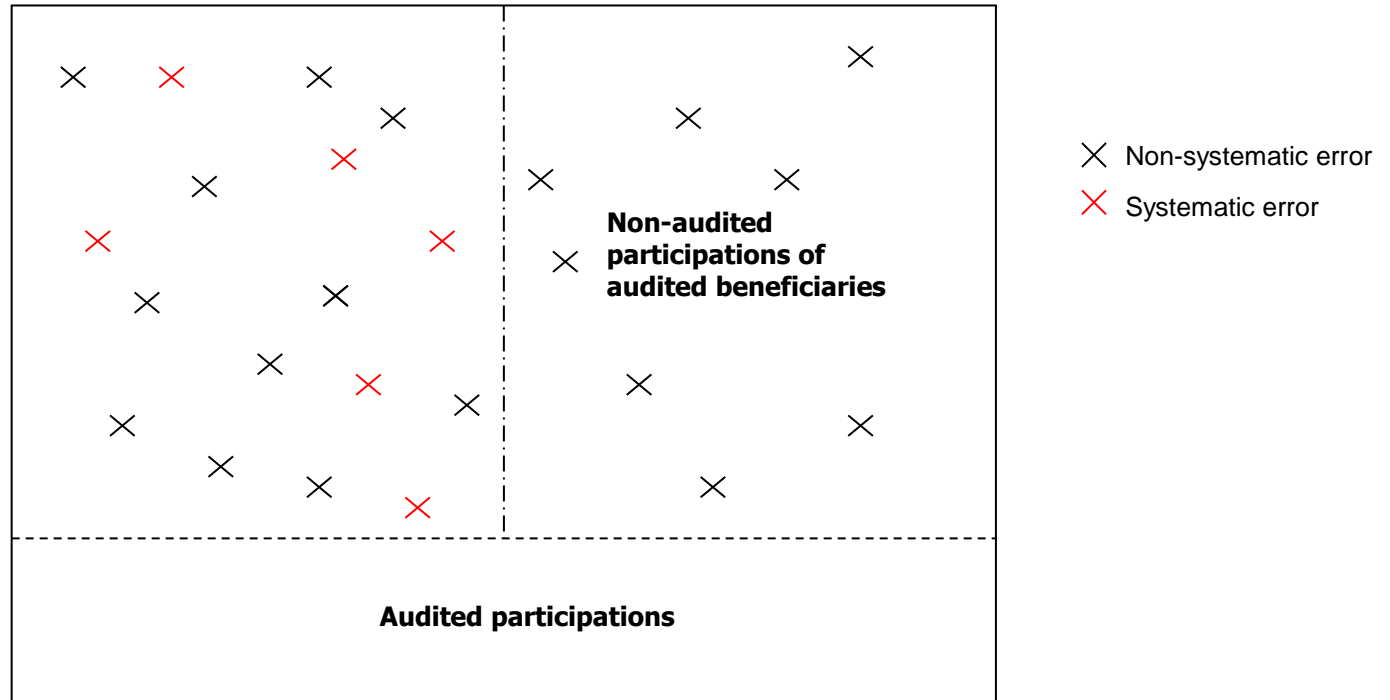 Non-systematic error
Systematic error
Non-audited
participations of
audited beneficiaries
Audited participations